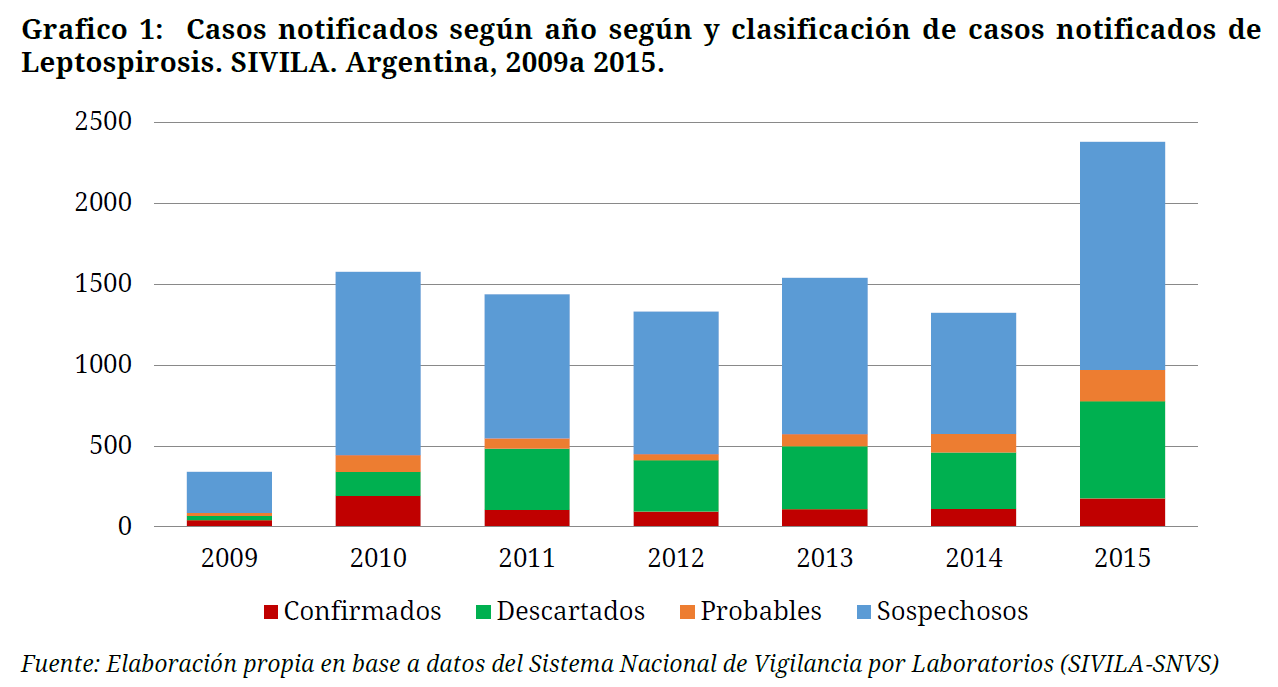 Grafico 1: Casos notificados según año según y clasificación de casos notificados de
Leptospirosis. SIVILA. Argentina, 2009a 2015.
2500
2000
1500
1000
500
0
2009 2010 2011 2012 2013 2014 2015
Confirmados Descartados Probables Sospechosos
Fuente: Elaboración propia en base a datos del Sistema Nacional de Vigilancia por Laboratorios (SIVILA-SNVS)